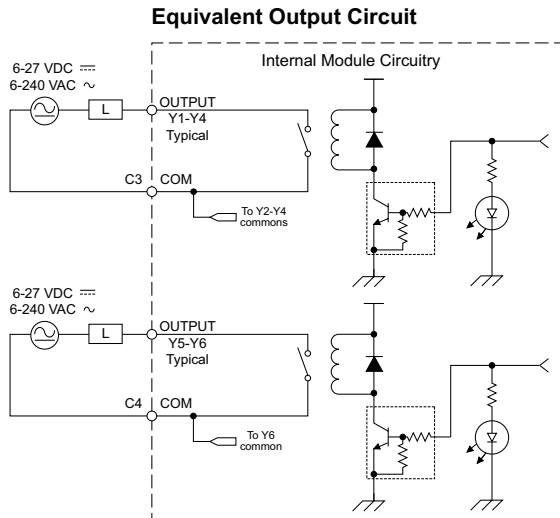 Equivalent Output Circuit
Internal Module Circuitry
6-27 VDC ⎓
6-240 VAC ∿
L
OUTPUT
Y1-Y4
Typical
C3
COM
To Y2-Y4
commons
6-27 VDC ⎓
6-240 VAC ∿
L
OUTPUT
Y5-Y6
Typical
C4
COM
To Y6
common